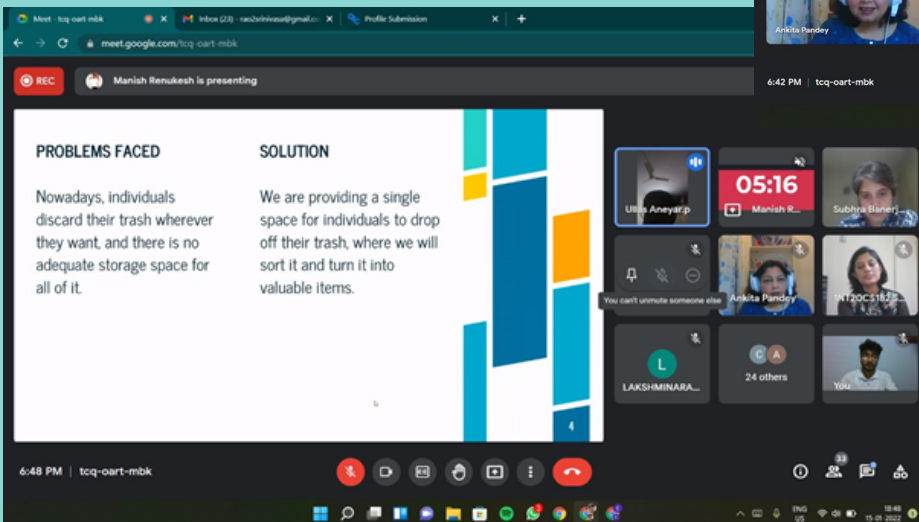 Meet - tcq-oart-mbk
Inbox (23) - rao2srinivasa@gmail.co
Profile Submission
meet.google.com/tcq-oart-mbk
Ankita Pandey
6:42 PM | tcq-oart-mbk
REC
Manish Renukesh is presenting
PROBLEMS FACED
Nowadays, individuals
discard their trash wherever
they want, and there is no
adequate storage space for
all of it.
SOLUTION
We are providing a single
space for individuals to drop
off their trash, where we will
sort it and turn it into
valuable items.
4
Ullas Aneyar.p
05:16
Manish R...
Subhra Banerj...
You can't unmute someone else
Ankita Pandey
1NT20CS182 S...
L
LAKSHMINARA...
C A
24 others
You
6:48 PM | tcq-oart-mbk
33
ENG
US
18:48
15-01-2022